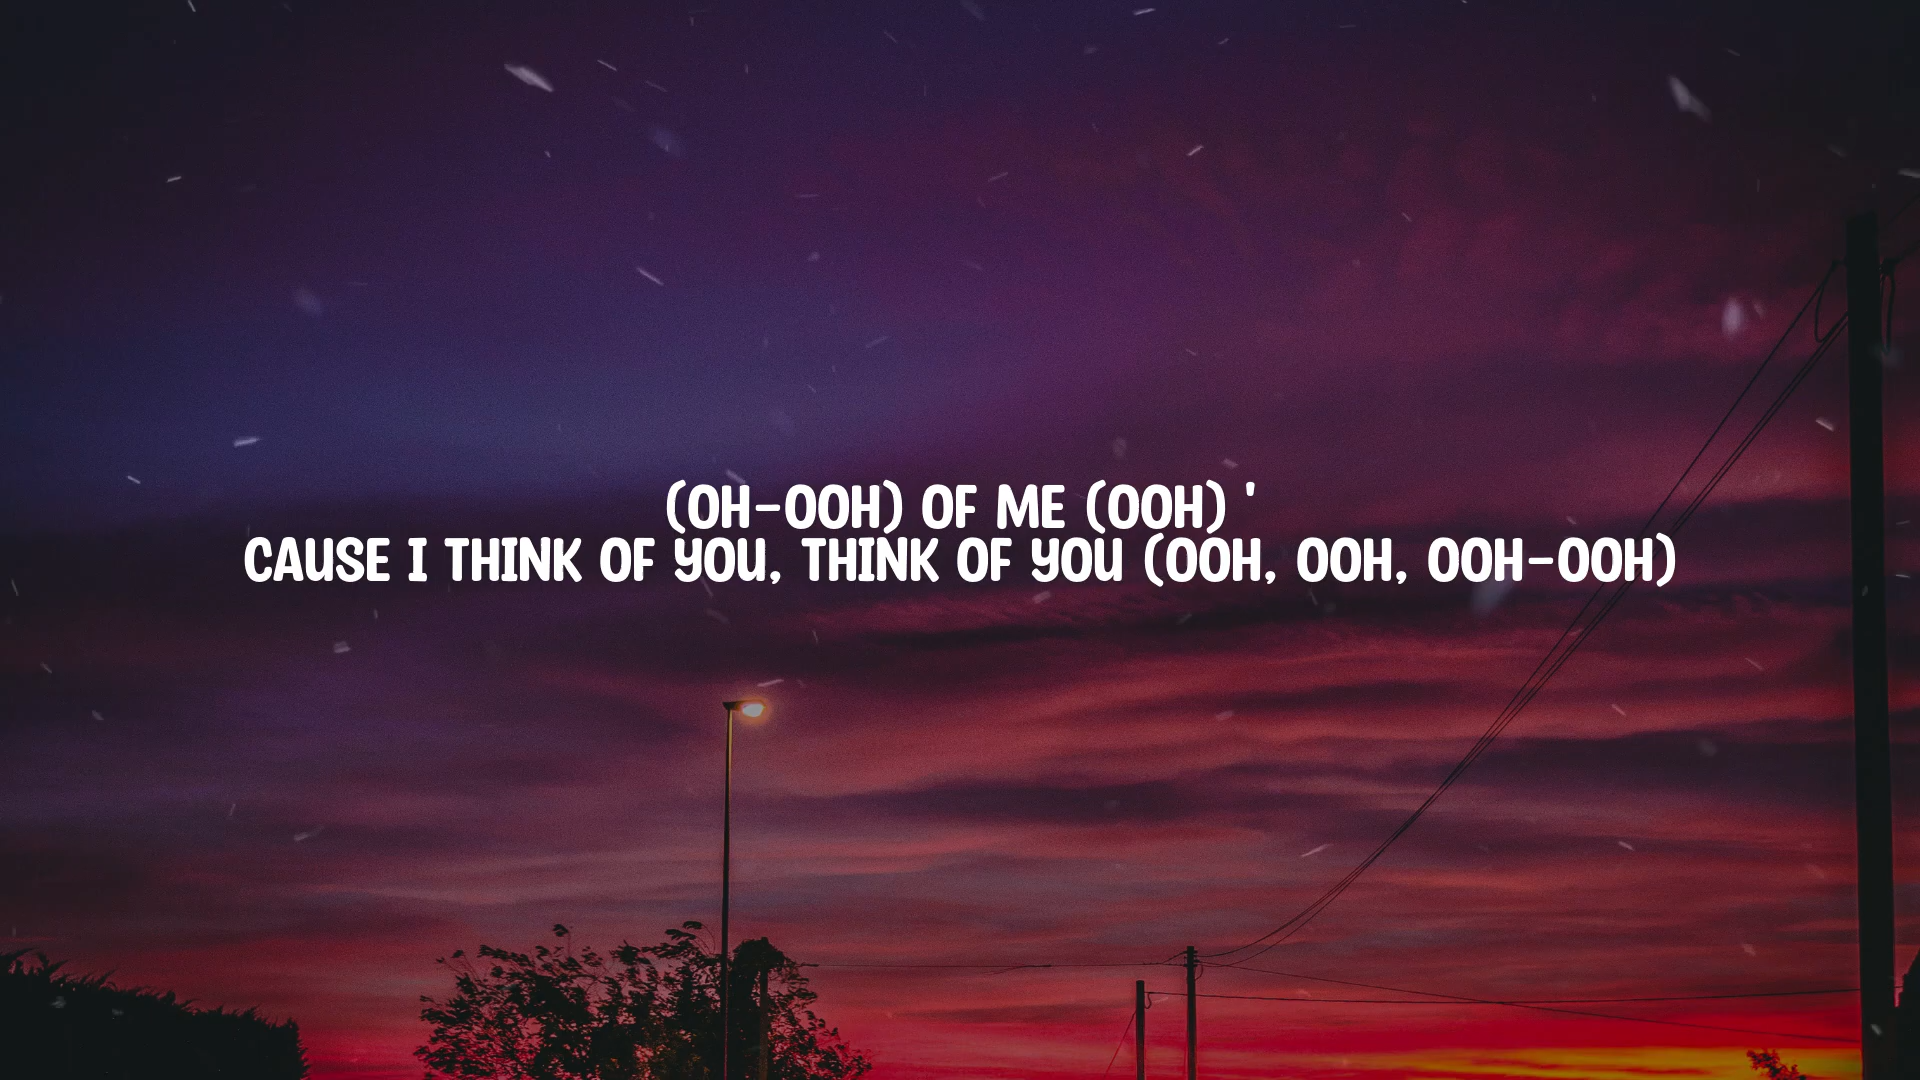 (OH-OOH) OF ME (OOH) '
CAUSE I THINK OF YOU, THINK OF YOU (OOH, OOH, OOH-OOH)